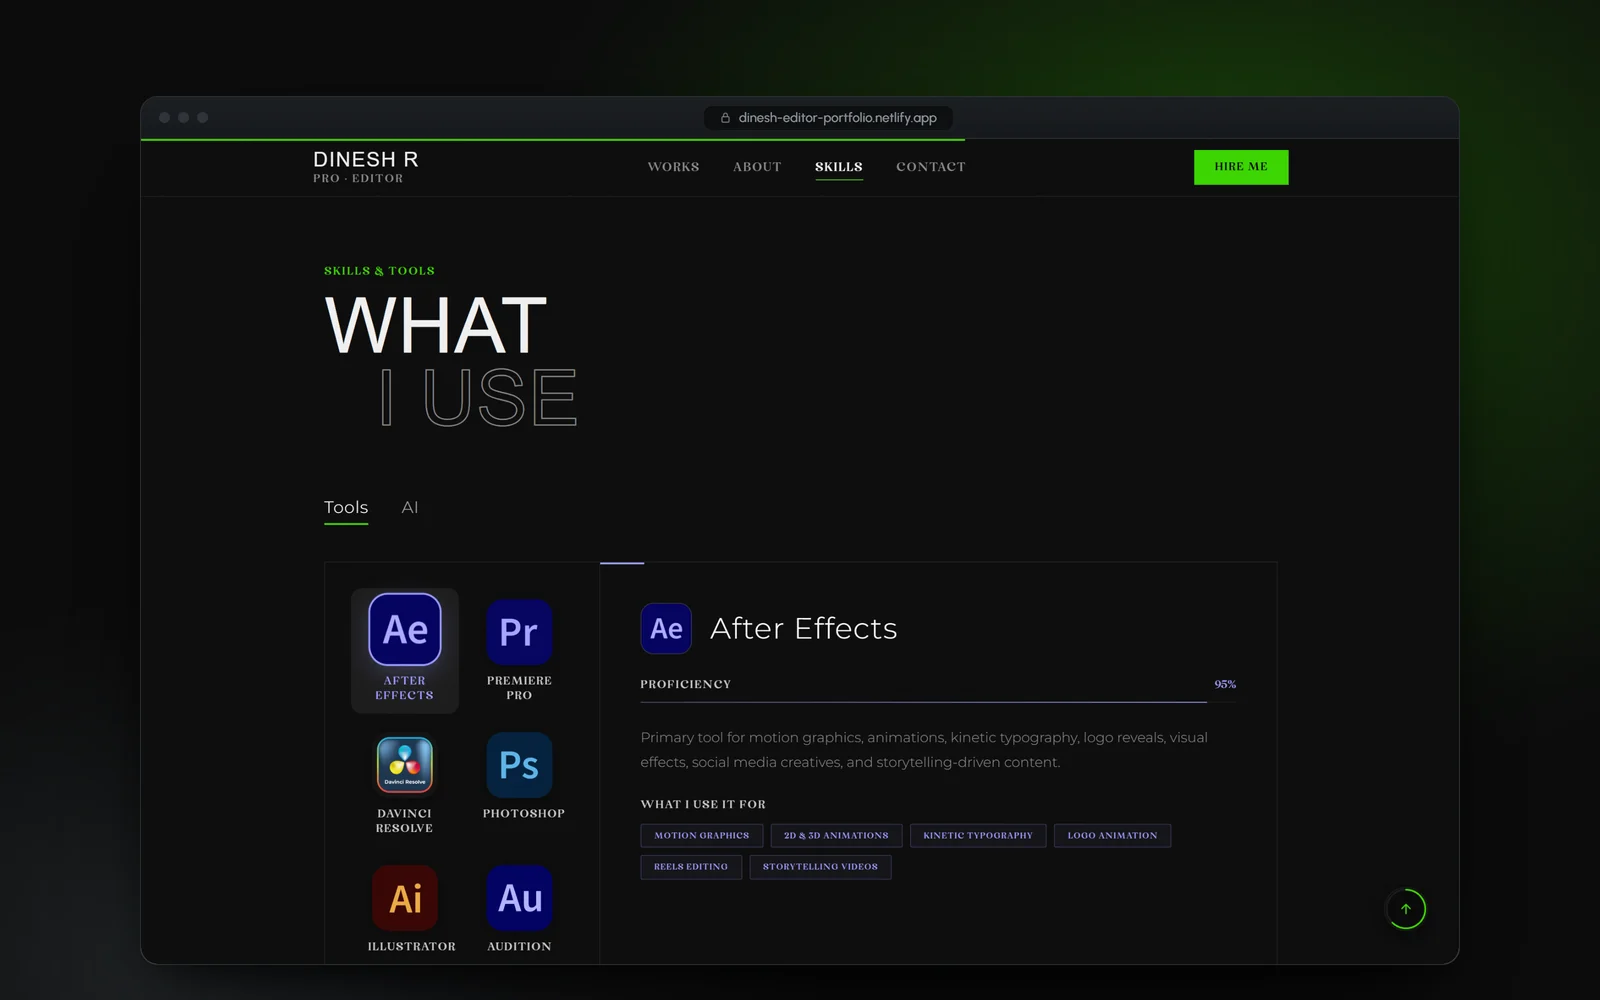 dinesh-editor-portfolio.netlify.app
DINESH R
PRO · EDITOR
WORKS
ABOUT
SKILLS
CONTACT
HIRE ME
SKILLS & TOOLS
WHAT
I USE
Tools
AI
Ae
AFTER
EFFECTS
Pr
PREMIERE
PRO
Davinci Resolve
DAVINCI
RESOLVE
Ps
PHOTOSHOP
Ai
ILLUSTRATOR
Au
AUDITION
Ae
After Effects
PROFICIENCY
95%
Primary tool for motion graphics, animations, kinetic typography, logo reveals, visual
effects, social media creatives, and storytelling-driven content.
WHAT I USE IT FOR
MOTION GRAPHICS
2D & 3D ANIMATIONS
KINETIC TYPOGRAPHY
LOGO ANIMATION
REELS EDITING
STORYTELLING VIDEOS